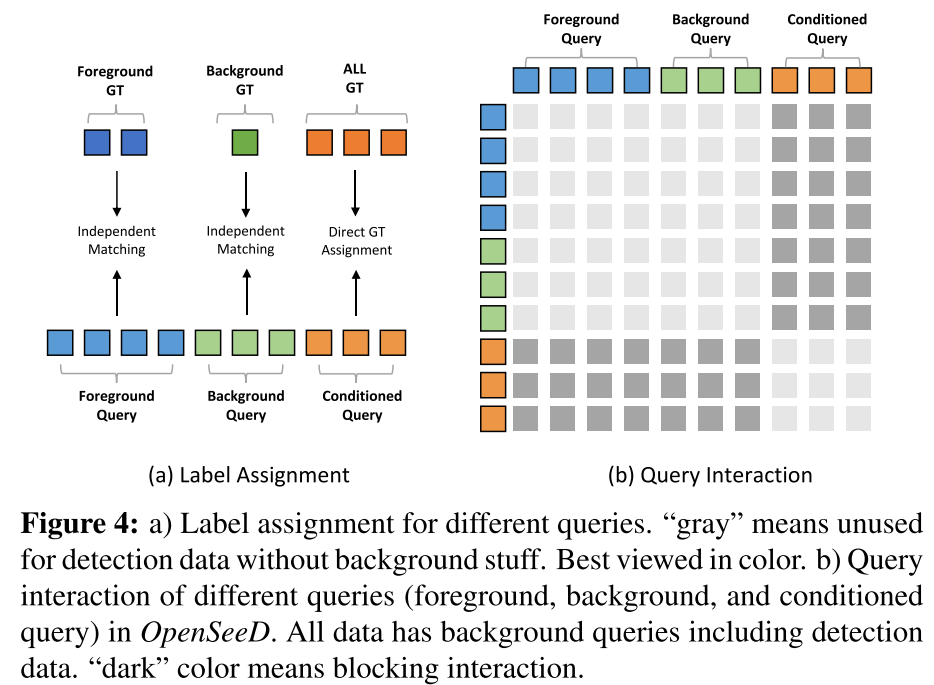 Foreground
GT
Background
GT
ALL
GT
Independent
Matching
Independent
Matching
Direct GT
Assignment
Foreground
Query
Background
Query
Conditioned
Query
(a) Label Assignment
Foreground
Query
Background
Query
Conditioned
Query
(b) Query Interaction
Figure 4: a) Label assignment for different queries. “gray” means unused
for detection data without background stuff. Best viewed in color. b) Query
interaction of different queries (foreground, background, and conditioned
query) in OpenSeeD. All data has background queries including detection
data. “dark” color means blocking interaction.